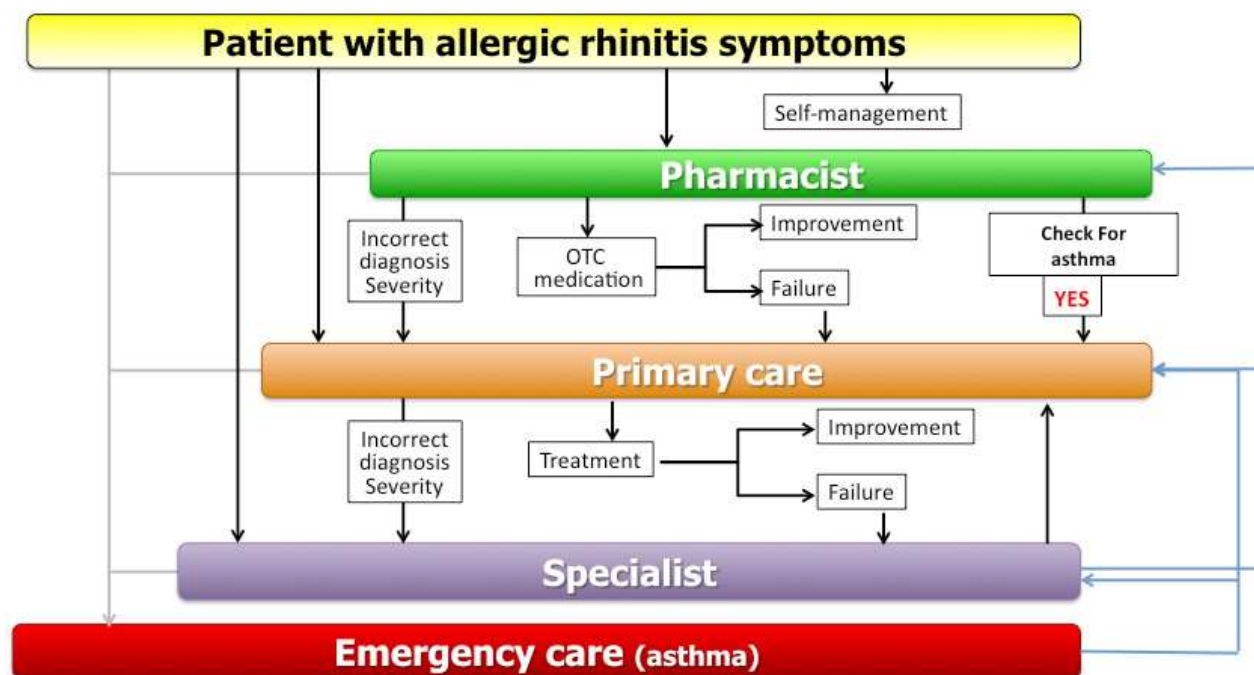 Patient with allergic rhinitis symptoms
Self-management
Pharmacist
Incorrect
diagnosis
Severity
OTC
medication
Improvement
Failure
Check For
asthma
YES
Primary care
Incorrect
diagnosis
Severity
Treatment
Improvement
Failure
Specialist
Emergency care (asthma)